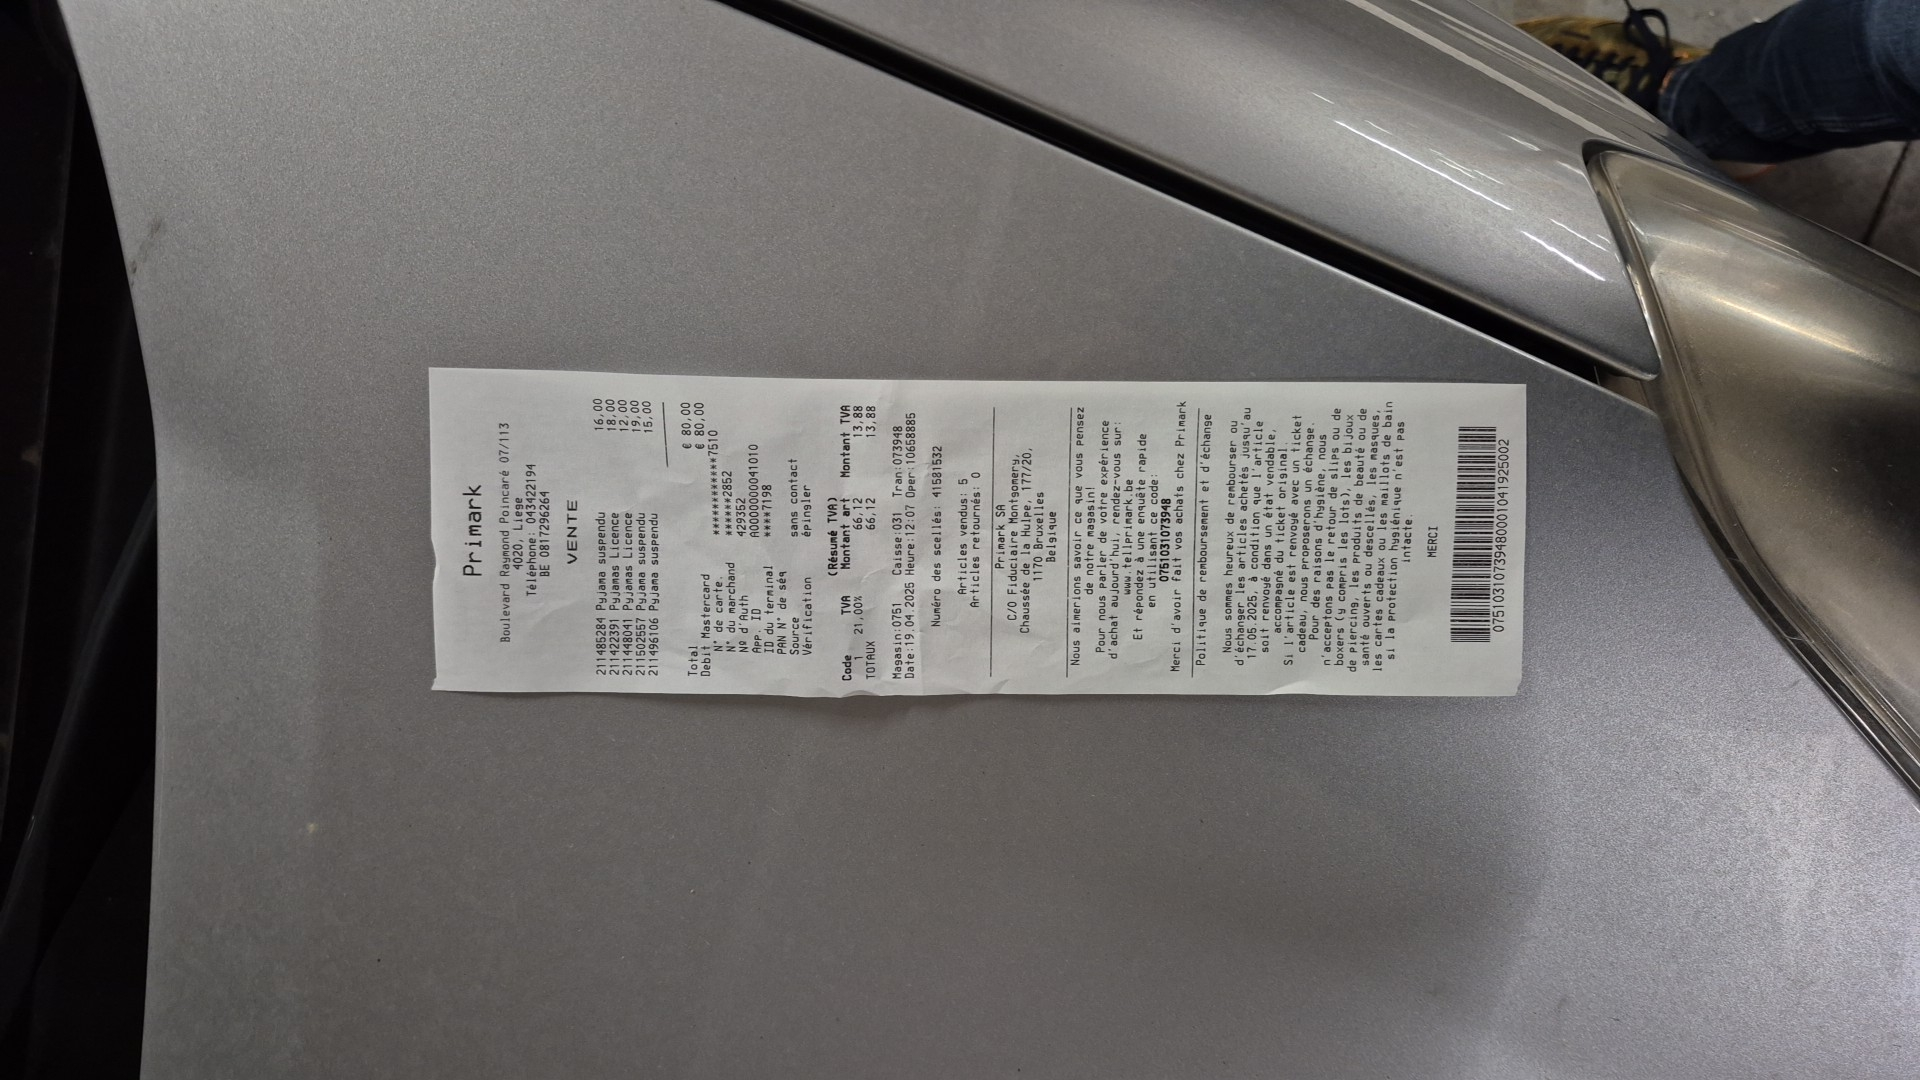 Primark
Boulevard Raymond Poincaré 07/113
4020, Liege
Téléphone: 043422194
BE 0817296264
VENTE
211485284 Pyjama suspendu 16,00
211422391 Pyjamas Licence 18,00
211448041 Pyjamas Licence 12,00
211502557 Pyjama suspendu 19,00
211496106 Pyjama suspendu 15,00
Total € 80,00
Debit Mastercard € 80,00
N° de carte. ************7510
N° du marchand ******2852
Nº d'Auth 429352
App. ID A0000000041010
ID du terminal ****7198
PAN N° de séq
Source sans contact
Vérification épingler
(Résumé TVA)
Code TVA Montant art Montant TVA
1 21,00% 66,12 13,88
TOTAUX 66,12 13,88
Magasin:0751 Caisse:031 Tran:073948
Date:19.04.2025 Heure:12:07 Oper:10658885
Numéro des scellés: 41581532
Articles vendus: 5
Articles retournés: 0
Primark SA
C/O Fiduciaire Montgomery,
Chaussée de la Hulpe, 177/20,
1170 Bruxelles
Belgique
Nous aimerions savoir ce que vous pensez
de notre magasin!
Pour nous parler de votre expérience
d'achat aujourd'hui, rendez-vous sur:
www.tellprimark.be
Et répondez à une enquête rapide
en utilisant ce code:
0751031073948
Merci d'avoir fait vos achats chez Primark
Politique de remboursement et d'échange
Nous sommes heureux de rembourser ou
d'échanger les articles achetés jusqu'au
17.05.2025, à condition que l'article
soit renvoyé dans un état vendable,
accompagné du ticket original.
Si l'article est renvoyé avec un ticket
cadeau, nous proposerons un échange.
Pour des raisons d'hygiène, nous
n'acceptons pas le retour de slips ou de
boxers (y compris les lots), les bijoux
de piercing, les produits de beauté ou de
santé ouverts ou descellés, les masques,
les cartes cadeaux ou les maillots de bain
si la protection hygiénique n'est pas
intacte.
MERCI
07510310739480001041925002